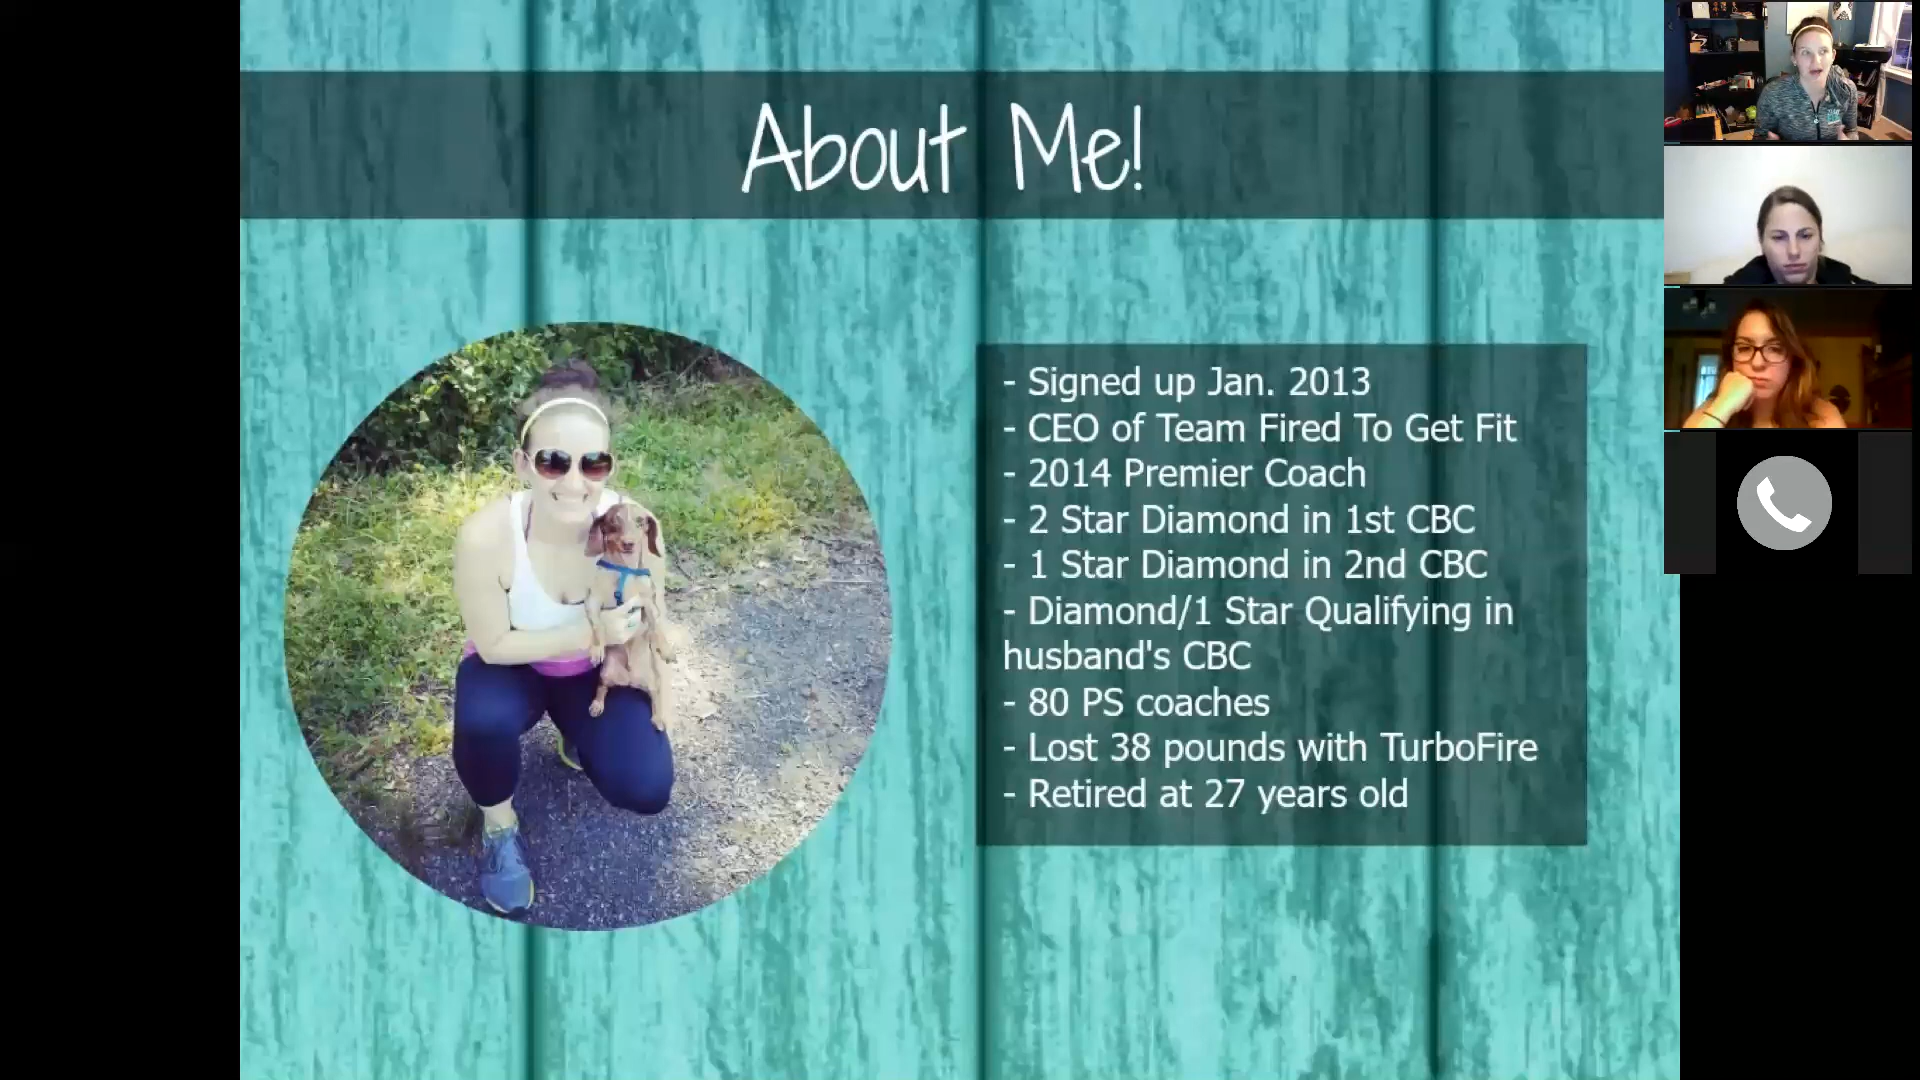 About Me!
- Signed up Jan. 2013
- CEO of Team Fired To Get Fit
- 2014 Premier Coach
- 2 Star Diamond in 1st CBC
- 1 Star Diamond in 2nd CBC
- Diamond/1 Star Qualifying in
husband's CBC
- 80 PS coaches
- Lost 38 pounds with TurboFire
- Retired at 27 years old